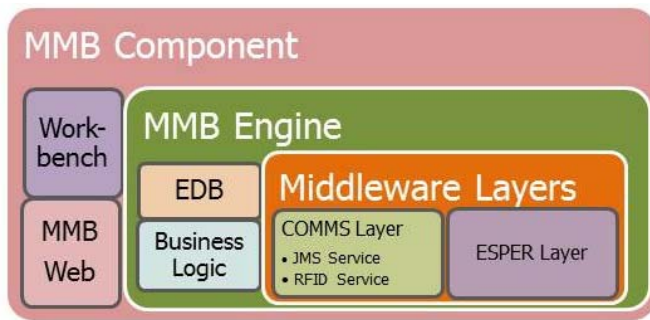 MMB Component
Work-
bench
MMB
Web
MMB Engine
EDB
Business
Logic
Middleware Layers
COMMS Layer
• JMS Service
• RFID Service
ESPER Layer